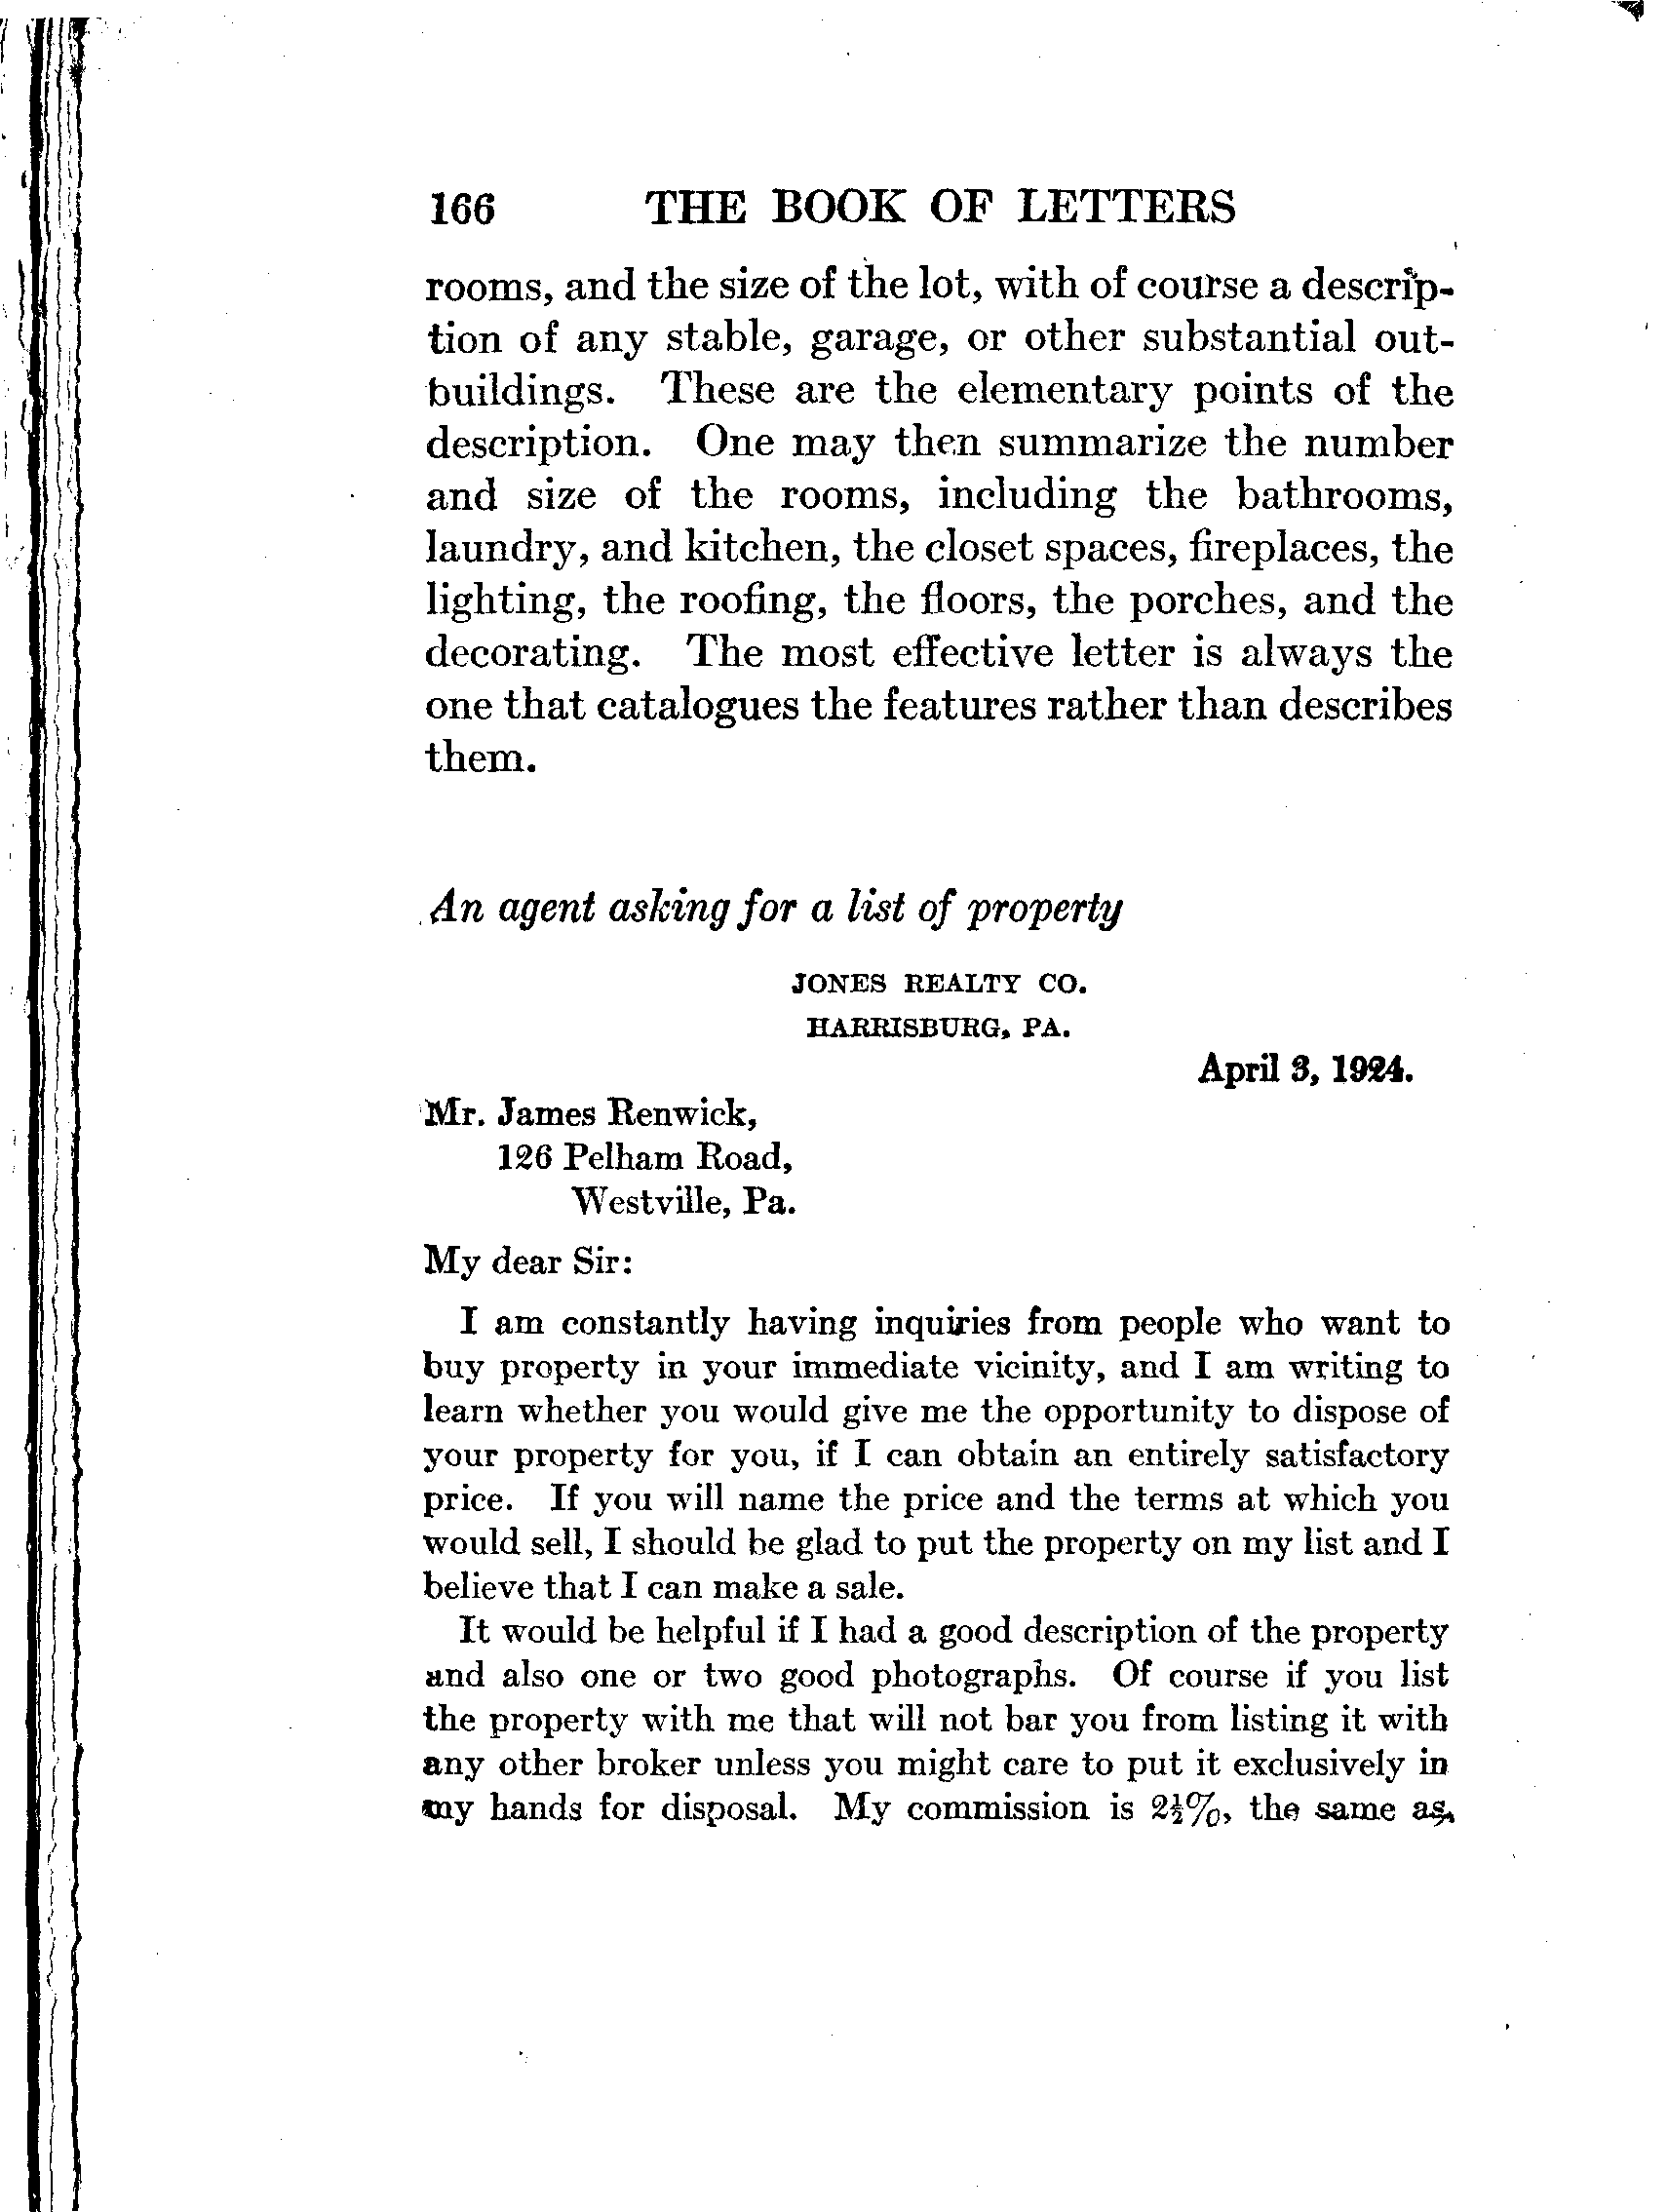 166 THE BOOK OF LETTERS
rooms, and the size of the lot, with of course a descrip-
tion of any stable, garage, or other substantial out-
buildings. These are the elementary points of the
description. One may then summarize the number
and size of the rooms, including the bathrooms,
laundry, and kitchen, the closet spaces, fireplaces, the
lighting, the roofing, the floors, the porches, and the
decorating. The most effective letter is always the
one that catalogues the features rather than describes
them.
An agent asking for a list of property
JONES REALTY CO.
HARRISBURG, PA.
April 3, 1924.
Mr. James Renwick,
126 Pelham Road,
Westville, Pa.
My dear Sir:
I am constantly having inquiries from people who want to
buy property in your immediate vicinity, and I am writing to
learn whether you would give me the opportunity to dispose of
your property for you, if I can obtain an entirely satisfactory
price. If you will name the price and the terms at which you
would sell, I should be glad to put the property on my list and I
believe that I can make a sale.
It would be helpful if I had a good description of the property
and also one or two good photographs. Of course if you list
the property with me that will not bar you from listing it with
any other broker unless you might care to put it exclusively in
my hands for disposal. My commission is 2½%, the same as